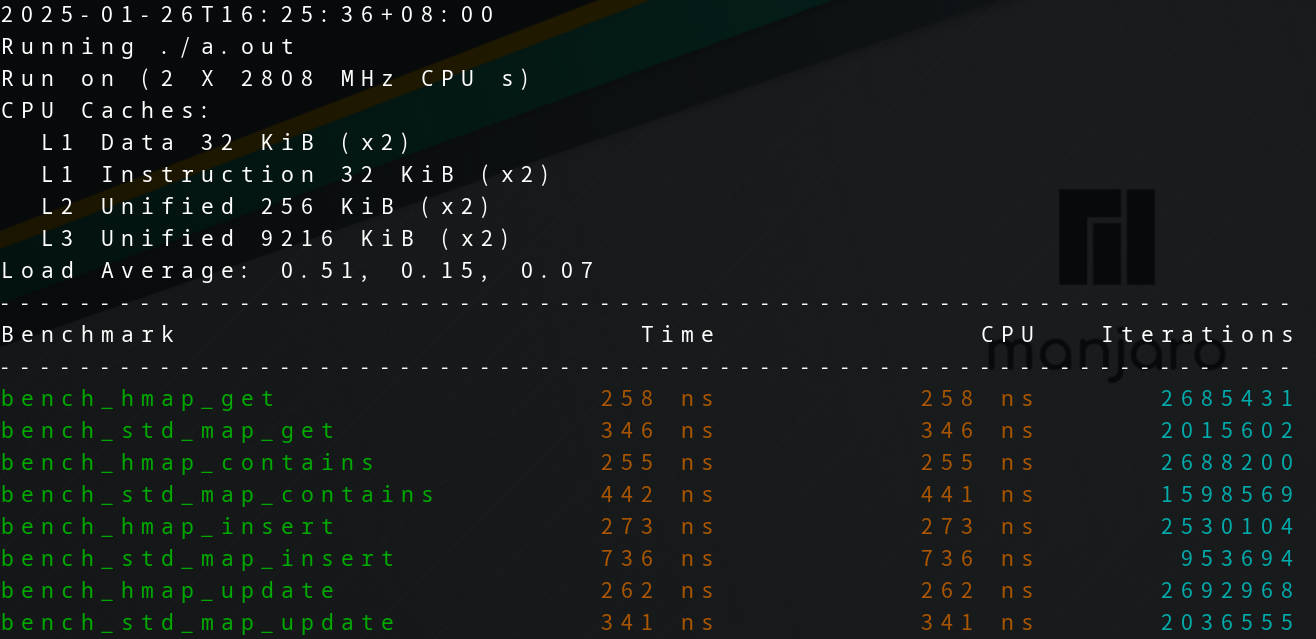 2025-01-26T16:25:36+08:00
Running ./a.out
Run on (2 X 2808 MHz CPU s)
CPU Caches:
  L1 Data 32 KiB (x2)
  L1 Instruction 32 KiB (x2)
  L2 Unified 256 KiB (x2)
  L3 Unified 9216 KiB (x2)
Load Average: 0.51, 0.15, 0.07
-----------------------------------------------------------------
Benchmark                       Time             CPU   Iterations
-----------------------------------------------------------------
bench_hmap_get                258 ns          258 ns      2685431
bench_std_map_get             346 ns          346 ns      2015602
bench_hmap_contains           255 ns          255 ns      2688200
bench_std_map_contains        442 ns          441 ns      1598569
bench_hmap_insert             273 ns          273 ns      2530104
bench_std_map_insert          736 ns          736 ns       953694
bench_hmap_update             262 ns          262 ns      2692968
bench_std_map_update          341 ns          341 ns      2036555
manjaro